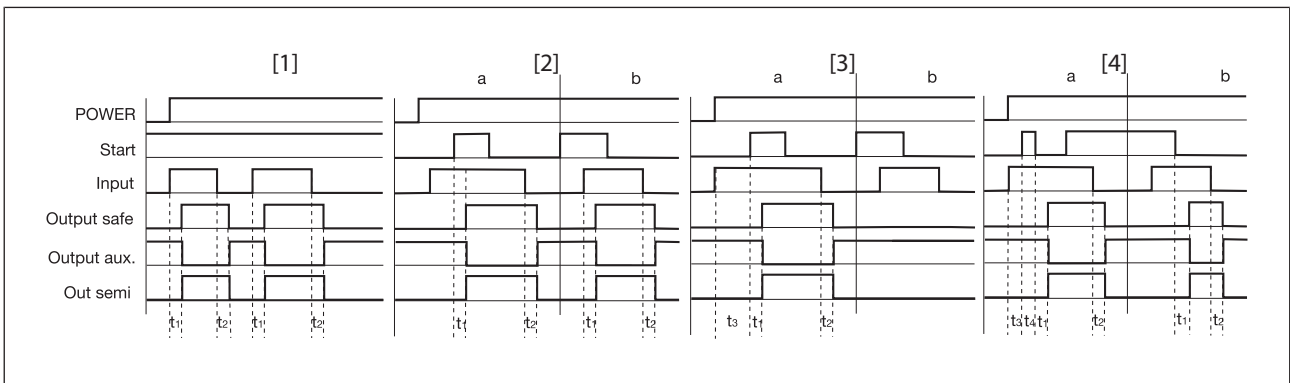 [1] [2] [3] [4]
a b a b a b
POWER
Start
Input
Output safe
Output aux.
Out semi
t1 t2 t1 t2 t1 t2 t1 t2 t3 t1 t2 t3 t4 t1 t2 t1 t2